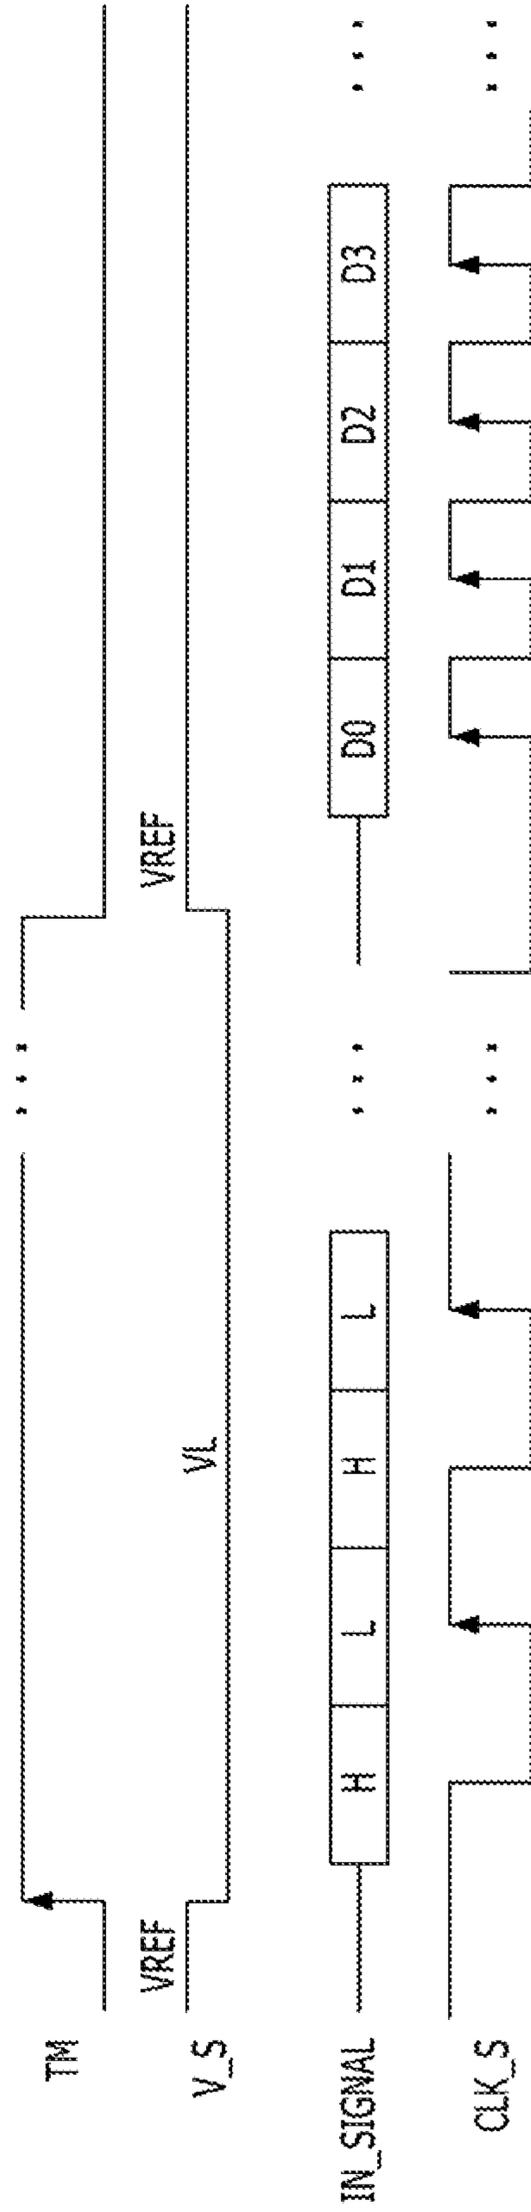 TM
VREF
VL
VREF
V_S
IN_SIGNAL
H
L
H
L
D0
D1
D2
D3
CLK_S